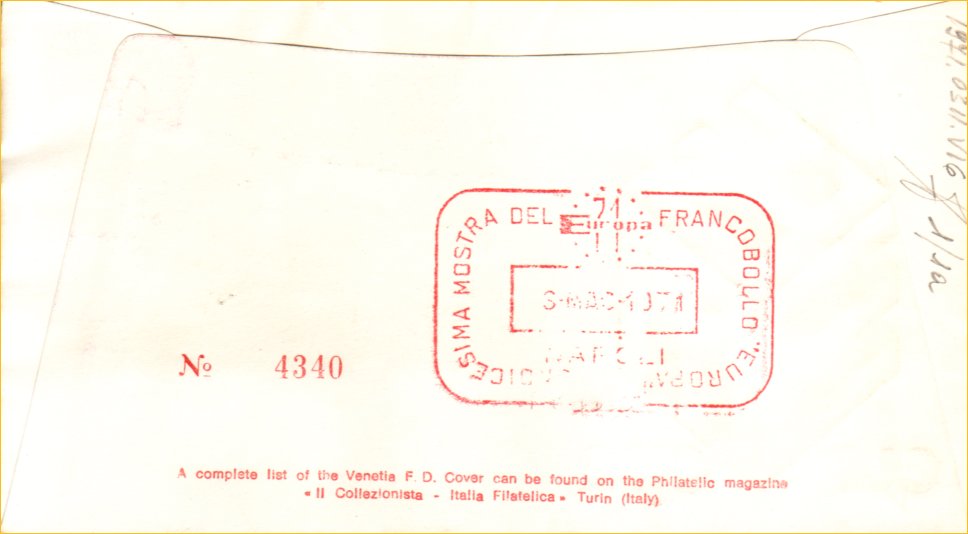 SIMA MOSTRA DEL FRANCOBOLLO "EUROPA"
71
Europa
NAPOLI
Nº 4340
A complete list of the Venetia F. D. Cover can be found on the Philatelic magazine
« Il Collezionista - Italia Filatelica » Turin (Italy)